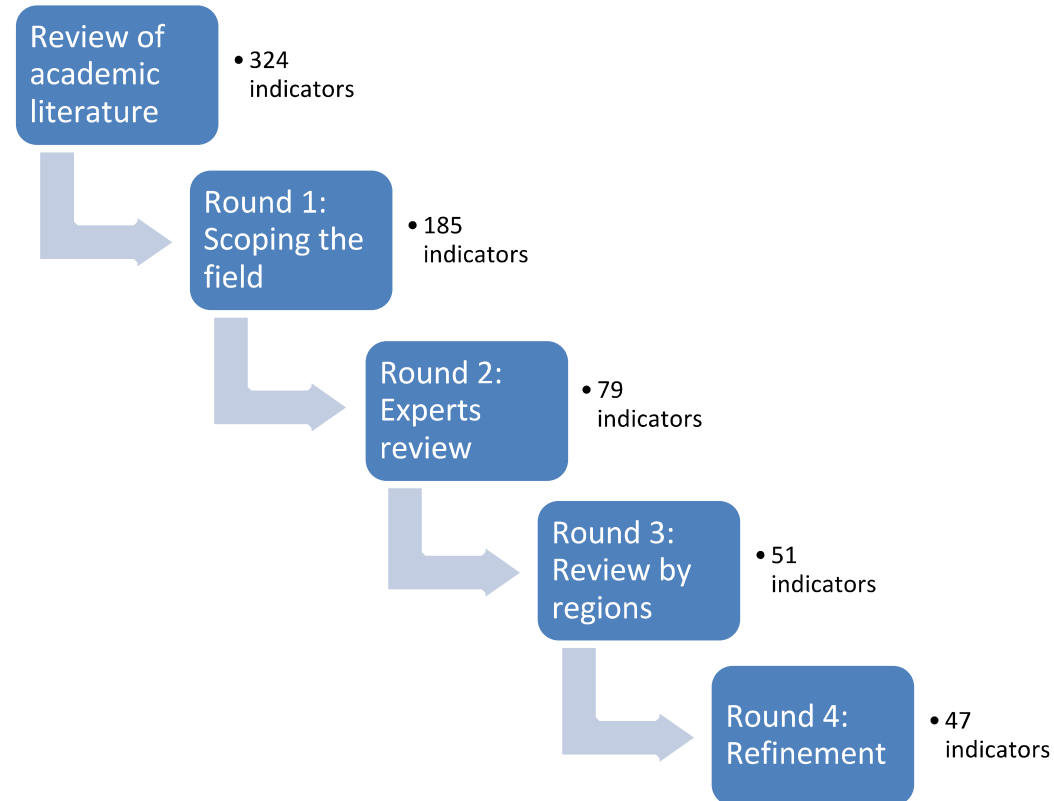 Review of
academic
literature
• 324
indicators
Round 1:
Scoping the
field
• 185
indicators
Round 2:
Experts
review
• 79
indicators
Round 3:
Review by
regions
• 51
indicators
Round 4:
Refinement
• 47
indicators